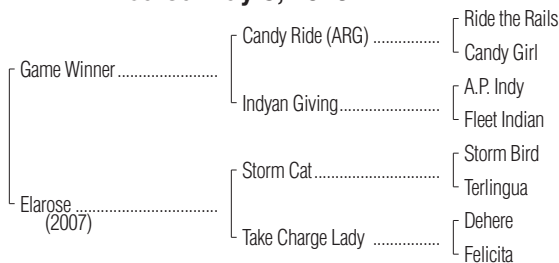 Ride the Rails
Candy Ride (ARG)
Candy Girl
Game Winner
A.P. Indy
Indyan Giving
Fleet Indian
Storm Bird
Storm Cat
Terlingua
Elarose
(2007)
Dehere
Take Charge Lady
Felicita